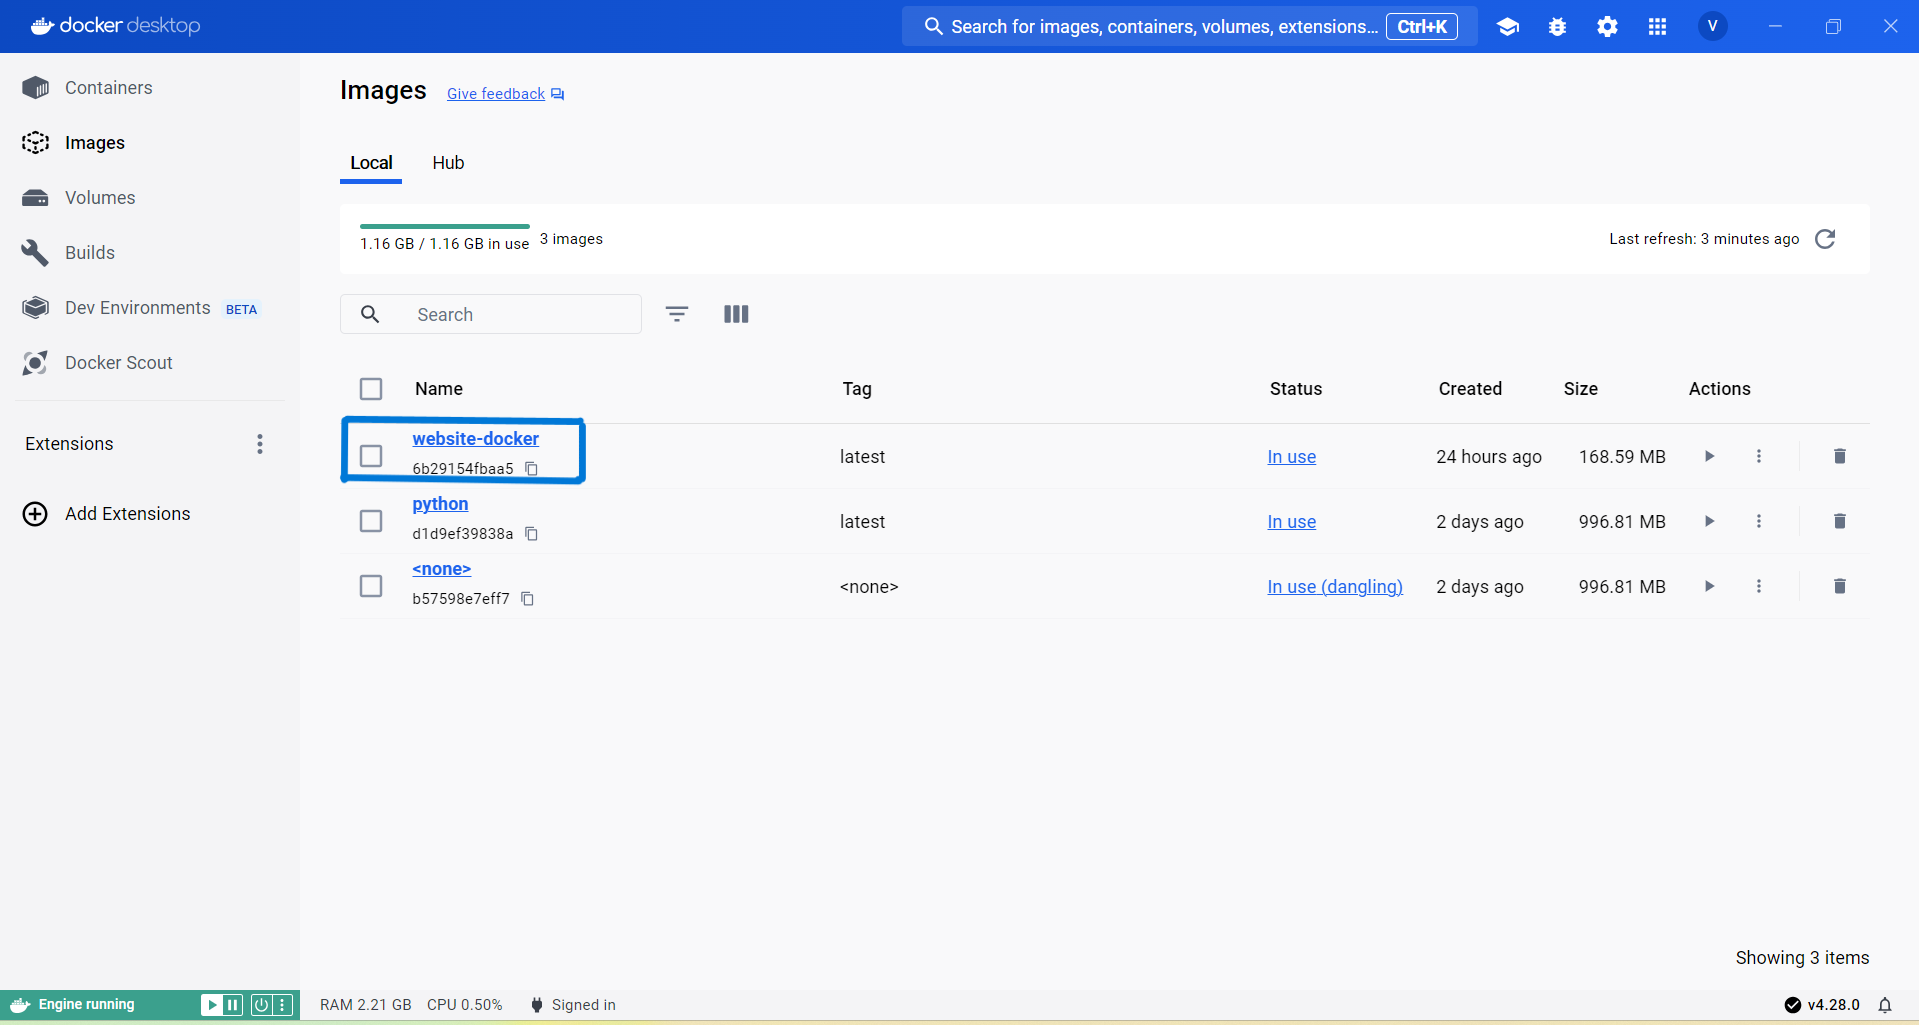 docker desktop
Search for images, containers, volumes, extensions... Ctrl+K
V
Containers
Images
Volumes
Builds
Dev Environments BETA
Docker Scout
Extensions
Add Extensions
Images Give feedback
Local Hub
1.16 GB / 1.16 GB in use 3 images
Last refresh: 3 minutes ago
Search
Name Tag Status Created Size Actions
website-docker
6b29154fbaa5
latest In use 24 hours ago 168.59 MB
python
d1d9ef39838a
latest In use 2 days ago 996.81 MB
<none>
b57598e7eff7
<none> In use (dangling) 2 days ago 996.81 MB
Showing 3 items
Engine running
RAM 2.21 GB CPU 0.50% Signed in
v4.28.0